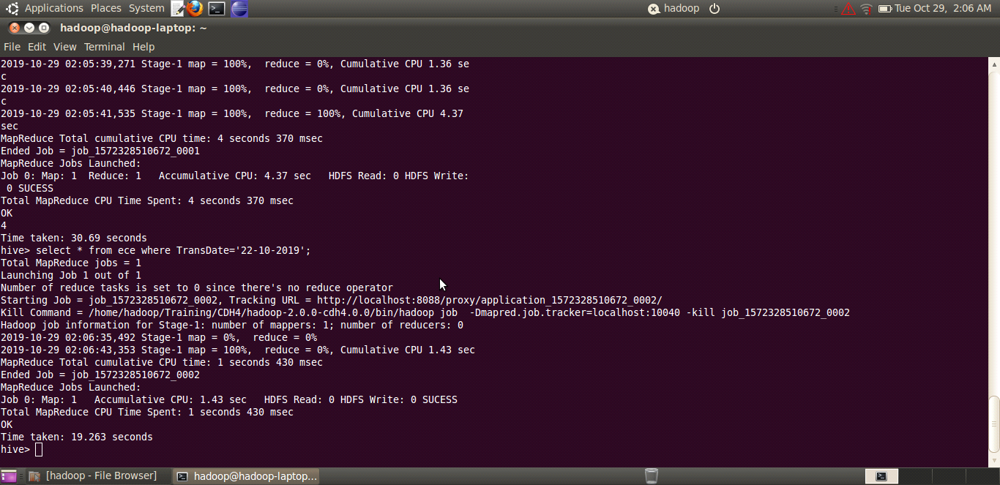 Applications Places System hadoop Tue Oct 29, 2:06 AM
hadoop@hadoop-laptop: ~
File Edit View Terminal Help
2019-10-29 02:05:39,271 Stage-1 map = 100%,  reduce = 0%, Cumulative CPU 1.36 se
c
2019-10-29 02:05:40,446 Stage-1 map = 100%,  reduce = 0%, Cumulative CPU 1.36 se
c
2019-10-29 02:05:41,535 Stage-1 map = 100%,  reduce = 100%, Cumulative CPU 4.37
sec
MapReduce Total cumulative CPU time: 4 seconds 370 msec
Ended Job = job_1572328510672_0001
MapReduce Jobs Launched:
Job 0: Map: 1  Reduce: 1   Accumulative CPU: 4.37 sec   HDFS Read: 0 HDFS Write:
 0 SUCESS
Total MapReduce CPU Time Spent: 4 seconds 370 msec
OK
4
Time taken: 30.69 seconds
hive> select * from ece where TransDate='22-10-2019';
Total MapReduce jobs = 1
Launching Job 1 out of 1
Number of reduce tasks is set to 0 since there's no reduce operator
Starting Job = job_1572328510672_0002, Tracking URL = http://localhost:8088/proxy/application_1572328510672_0002/
Kill Command = /home/hadoop/Training/CDH4/hadoop-2.0.0-cdh4.0.0/bin/hadoop job  -Dmapred.job.tracker=localhost:10040 -kill job_1572328510672_0002
Hadoop job information for Stage-1: number of mappers: 1; number of reducers: 0
2019-10-29 02:06:35,492 Stage-1 map = 0%,  reduce = 0%
2019-10-29 02:06:43,353 Stage-1 map = 100%,  reduce = 0%, Cumulative CPU 1.43 sec
MapReduce Total cumulative CPU time: 1 seconds 430 msec
Ended Job = job_1572328510672_0002
MapReduce Jobs Launched:
Job 0: Map: 1   Accumulative CPU: 1.43 sec   HDFS Read: 0 HDFS Write: 0 SUCESS
Total MapReduce CPU Time Spent: 1 seconds 430 msec
OK
Time taken: 19.263 seconds
hive>
[hadoop - File Browser] hadoop@hadoop-laptop...